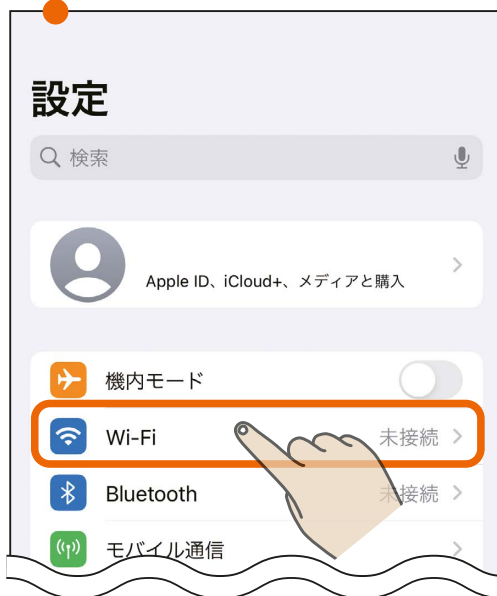 設定
検索
Apple ID、iCloud+、メディアと購入
機内モード
Wi-Fi 未接続
Bluetooth 未接続
モバイル通信